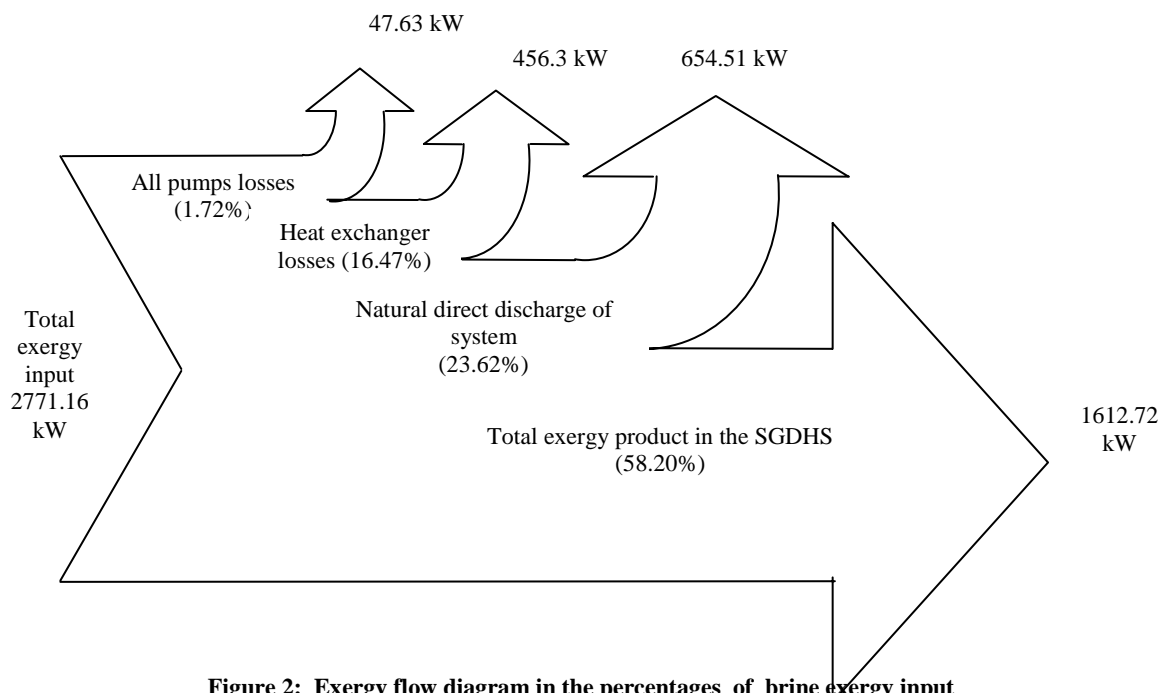 47.63 kW
456.3 kW
654.51 kW
All pumps losses
(1.72%)
Heat exchanger
losses (16.47%)
Natural direct discharge of
system
(23.62%)
Total
exergy
input
2771.16
kW
Total exergy product in the SGDHS
(58.20%)
1612.72
kW
Figure 2: Exergy flow diagram in the percentages of brine exergy input